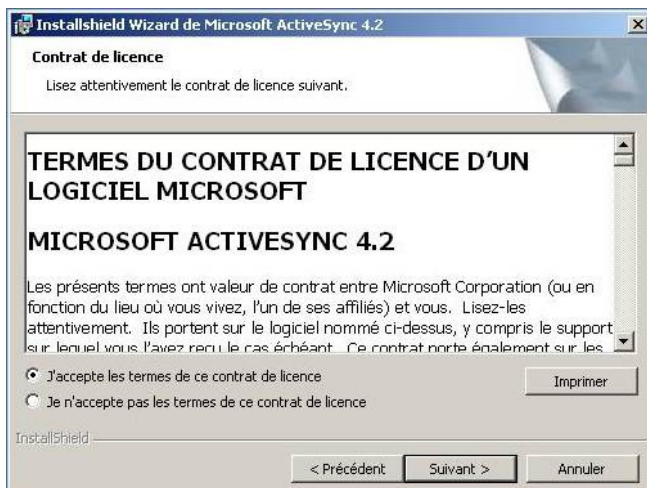 Installshield Wizard de Microsoft ActiveSync 4.2
Contrat de licence
Lisez attentivement le contrat de licence suivant.
TERMES DU CONTRAT DE LICENCE D'UN
LOGICIEL MICROSOFT
MICROSOFT ACTIVESYNC 4.2
Les présents termes ont valeur de contrat entre Microsoft Corporation (ou en
fonction du lieu où vous vivez, l'un de ses affiliés) et vous.  Lisez-les
attentivement.  Ils portent sur le logiciel nommé ci-dessus, y compris le support
sur lequel vous l'avez reçu le cas échéant.  Ce contrat porte également sur les
J'accepte les termes de ce contrat de licence
Imprimer
Je n'accepte pas les termes de ce contrat de licence
InstallShield
< Précédent
Suivant >
Annuler